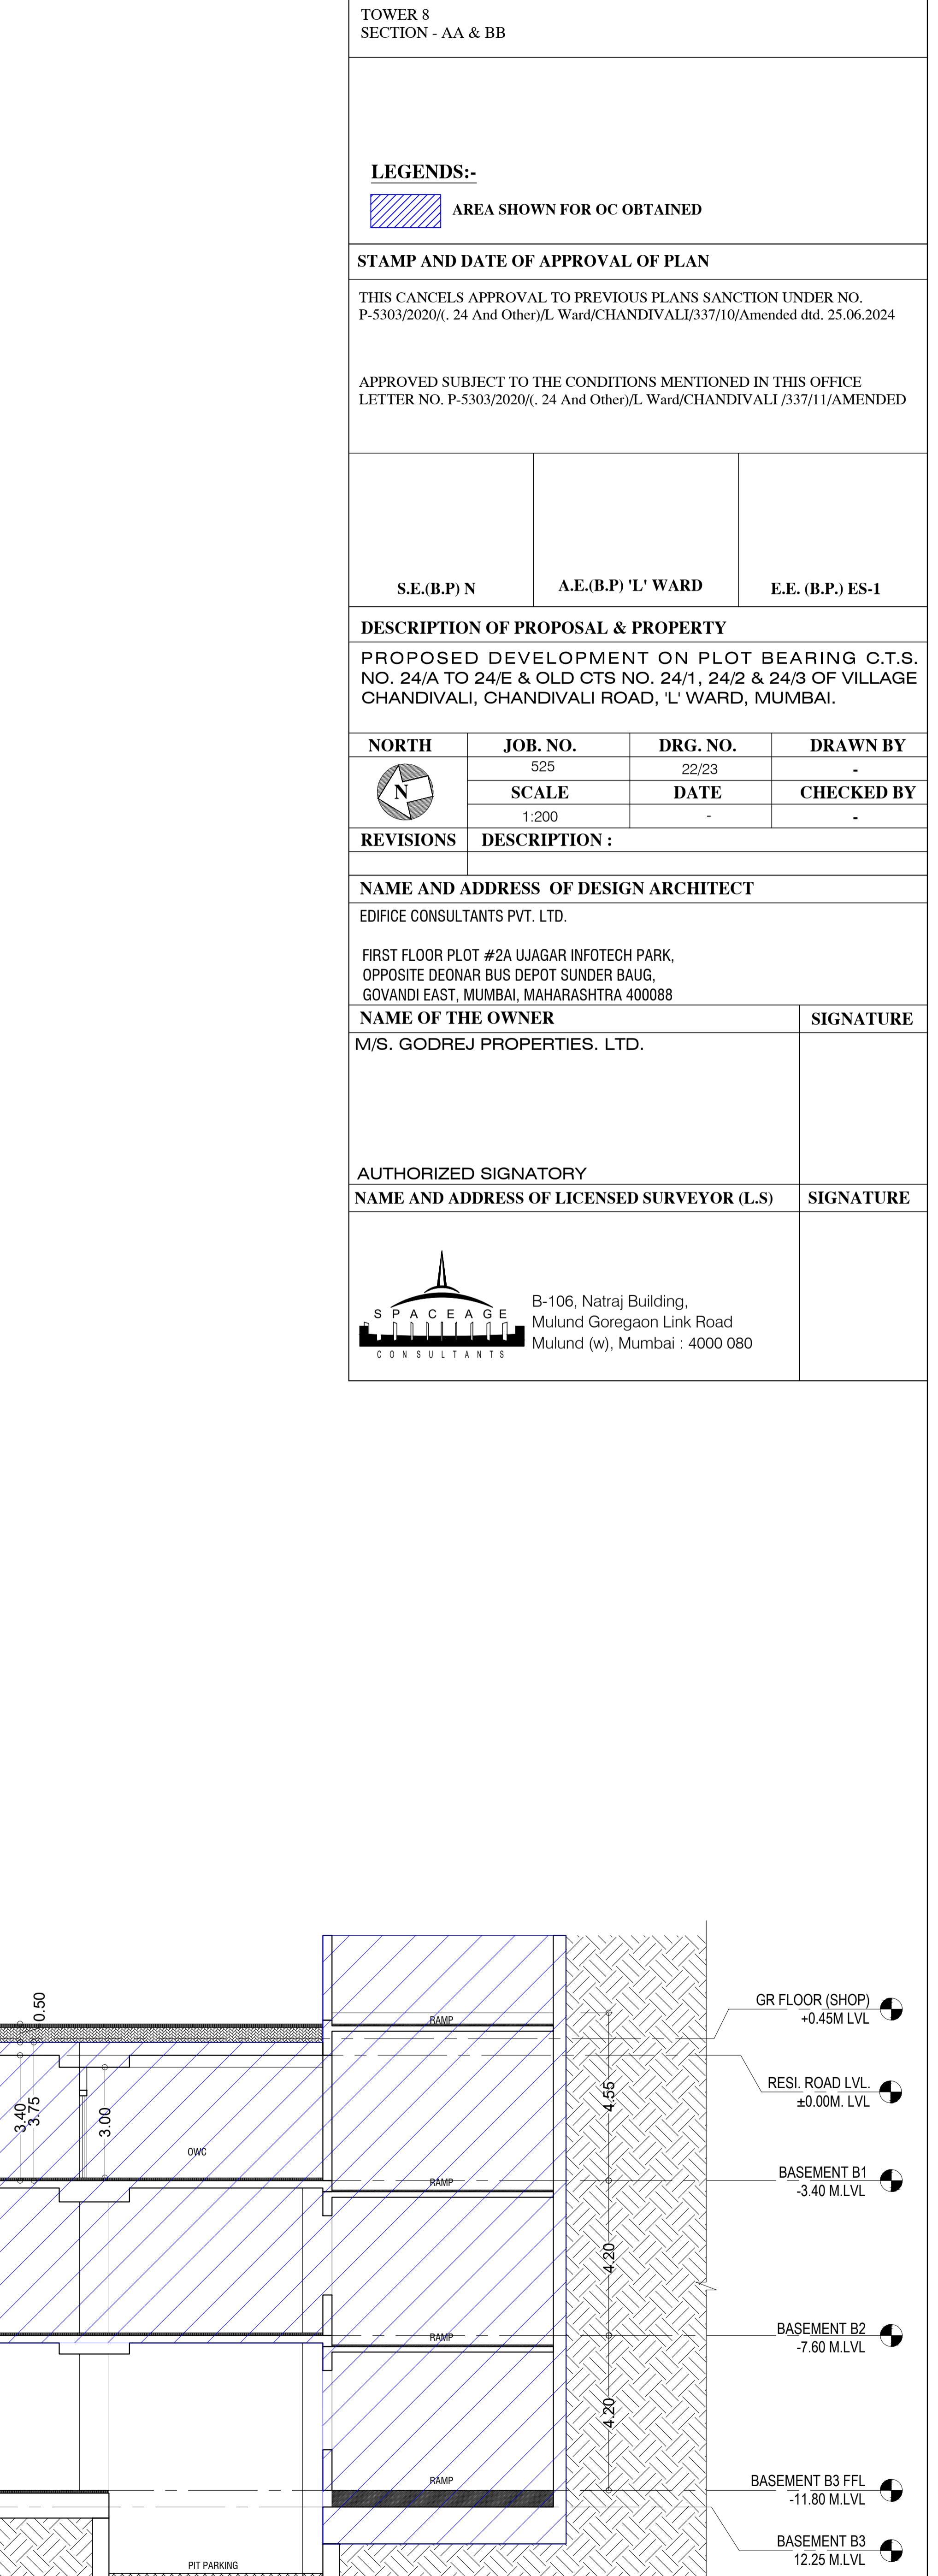 TOWER 8
SECTION - AA & BB
LEGENDS:-
AREA SHOWN FOR OC OBTAINED
STAMP AND DATE OF APPROVAL OF PLAN
THIS CANCELS APPROVAL TO PREVIOUS PLANS SANCTION UNDER NO.
P-5303/2020/(. 24 And Other)/L Ward/CHANDIVALI/337/10/Amended dtd. 25.06.2024
APPROVED SUBJECT TO THE CONDITIONS MENTIONED IN THIS OFFICE
LETTER NO. P-5303/2020/(. 24 And Other)/L Ward/CHANDIVALI /337/11/AMENDED
S.E.(B.P) N
A.E.(B.P) 'L' WARD
E.E. (B.P.) ES-1
DESCRIPTION OF PROPOSAL & PROPERTY
PROPOSED DEVELOPMENT ON PLOT BEARING C.T.S.
NO. 24/A TO 24/E & OLD CTS NO. 24/1, 24/2 & 24/3 OF VILLAGE
CHANDIVALI, CHANDIVALI ROAD, 'L' WARD, MUMBAI.
NORTH
JOB. NO.
DRG. NO.
DRAWN BY
N
525
22/23
-
SCALE
DATE
CHECKED BY
1:200
-
-
REVISIONS
DESCRIPTION :
NAME AND ADDRESS OF DESIGN ARCHITECT
EDIFICE CONSULTANTS PVT. LTD.
FIRST FLOOR PLOT #2A UJAGAR INFOTECH PARK,
OPPOSITE DEONAR BUS DEPOT SUNDER BAUG,
GOVANDI EAST, MUMBAI, MAHARASHTRA 400088
NAME OF THE OWNER
SIGNATURE
M/S. GODREJ PROPERTIES. LTD.
AUTHORIZED SIGNATORY
NAME AND ADDRESS OF LICENSED SURVEYOR (L.S)
SIGNATURE
SPACEAGE
CONSULTANTS
B-106, Natraj Building,
Mulund Goregaon Link Road
Mulund (w), Mumbai : 4000 080
0.50
3.40
3.75
3.00
OWC
RAMP
4.55
RAMP
4.20
RAMP
4.20
RAMP
PIT PARKING
GR FLOOR (SHOP)
+0.45M LVL
RESI. ROAD LVL.
±0.00M. LVL
BASEMENT B1
-3.40 M.LVL
BASEMENT B2
-7.60 M.LVL
BASEMENT B3 FFL
-11.80 M.LVL
BASEMENT B3
12.25 M.LVL